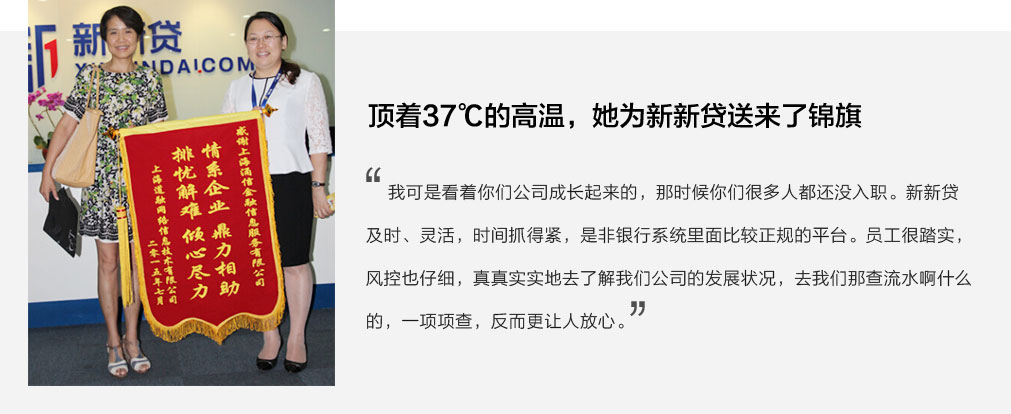 新新贷
XINXINDAI.COM
感谢上海涌信金融信息服务有限公司
情系企业 鼎力相助
排忧解难 倾心尽力
上海道融网络信息技术有限公司
二零一五年七月
顶着37℃的高温，她为新新贷送来了锦旗
“我可是看着你们公司成长起来的，那时候你们很多人都还没入职。新新贷
及时、灵活，时间抓得紧，是非银行系统里面比较正规的平台。员工很踏实，
风控也仔细，真真实实地去了解我们公司的发展状况，去我们那查流水啊什么
的，一项项查，反而更让人放心。”